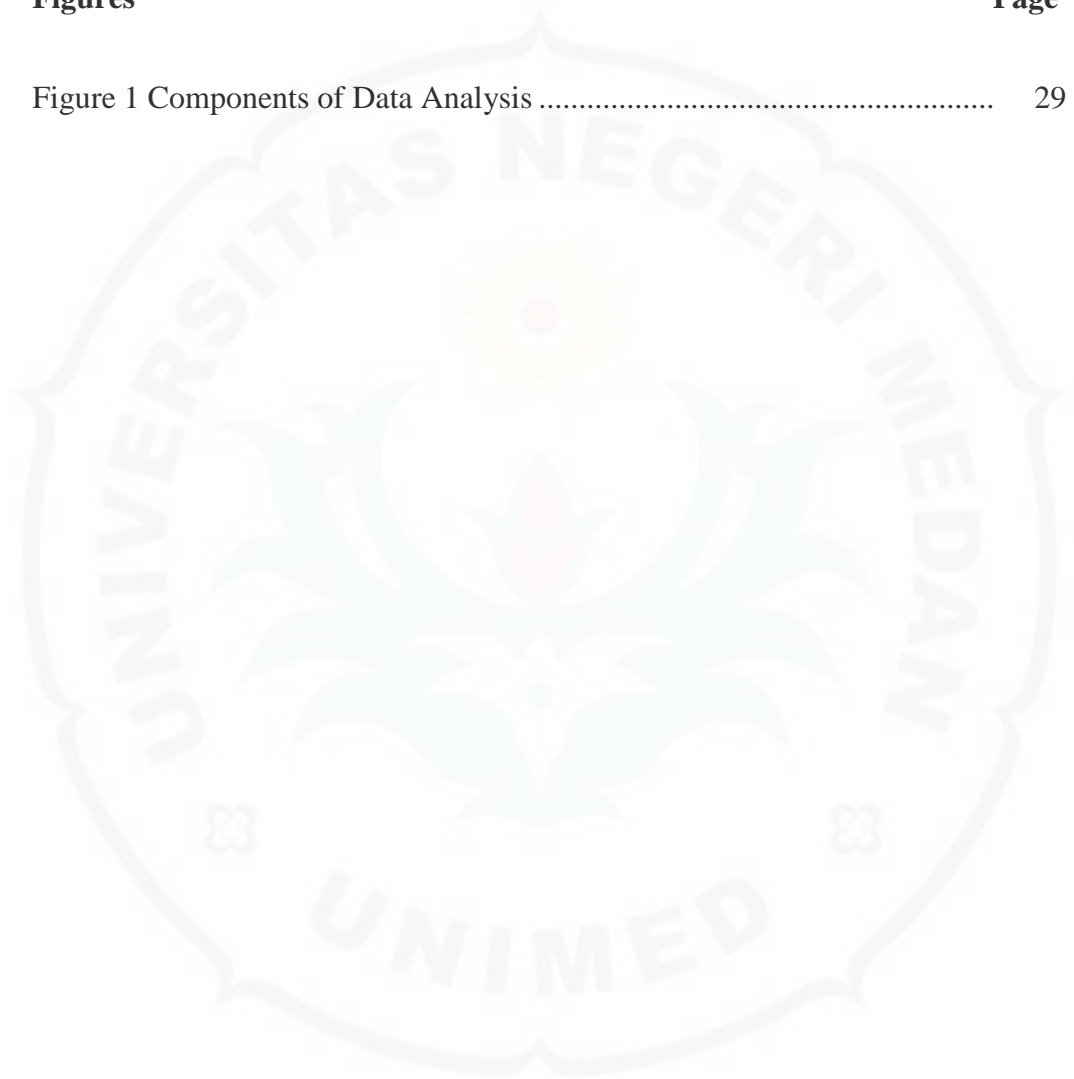 Figures Page
Figure 1 Components of Data Analysis ......................................................... 29
UNIVERSITAS NEGERI MEDAN
UNIMED